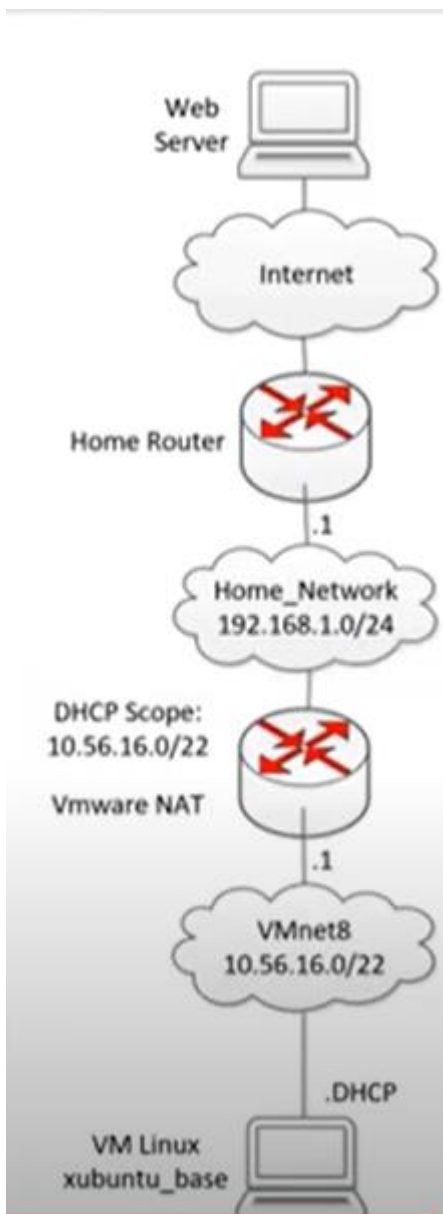 Web
Server
Internet
Home Router
.1
Home_Network
192.168.1.0/24
DHCP Scope:
10.56.16.0/22
Vmware NAT
.1
VMnet8
10.56.16.0/22
.DHCP
VM Linux
xubuntu_base